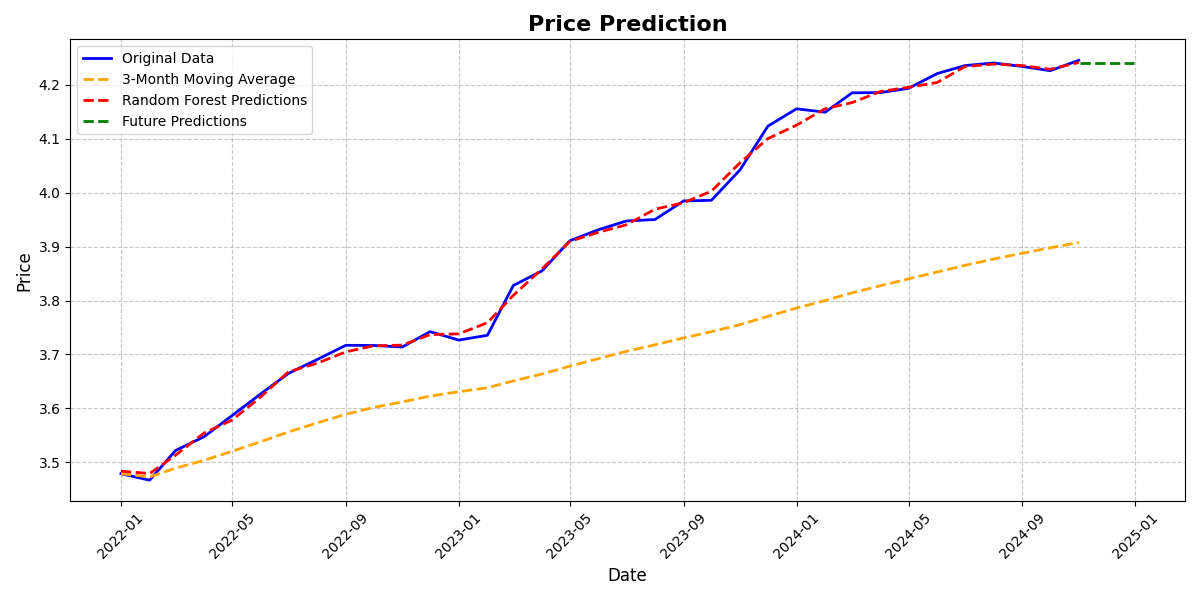 Price Prediction
Original Data
3-Month Moving Average
Random Forest Predictions
Future Predictions
Price
4.2
4.1
4.0
3.9
3.8
3.7
3.6
3.5
2022-01
2022-05
2022-09
2023-01
2023-05
2023-09
2024-01
2024-05
2024-09
2025-01
Date